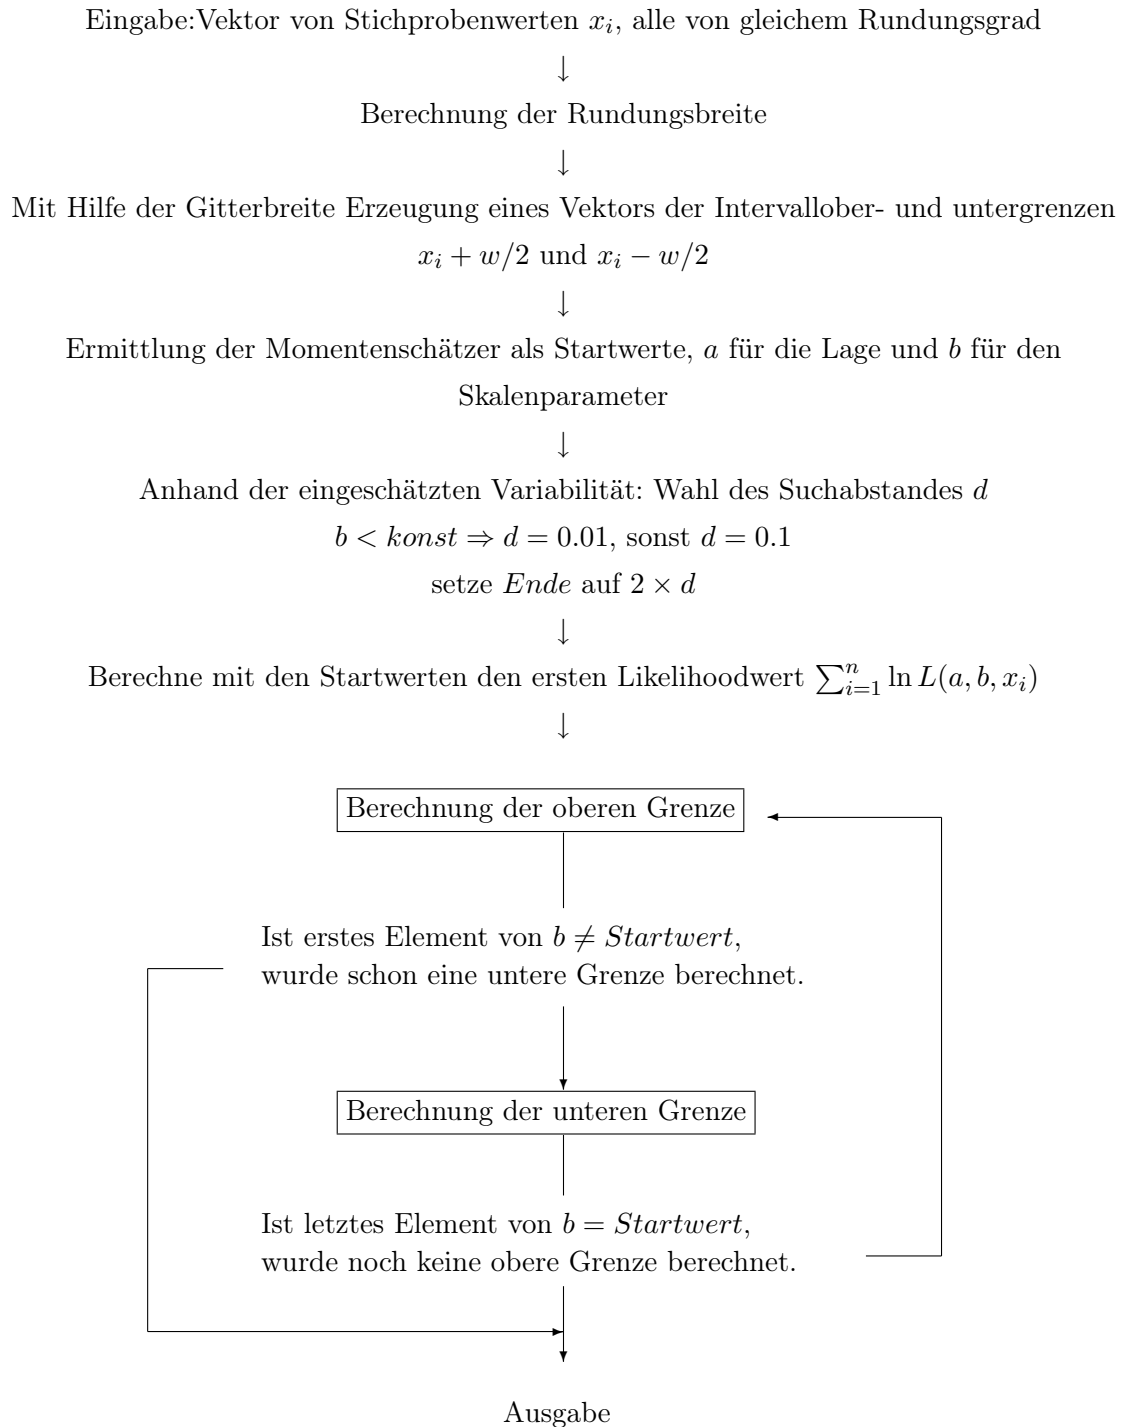 Eingabe:Vektor von Stichprobenwerten $x_i$, alle von gleichem Rundungsgrad
↓
Berechnung der Rundungsbreite
↓
Mit Hilfe der Gitterbreite Erzeugung eines Vektors der Intervallober- und untergrenzen
$x_i + w/2$ und $x_i - w/2$
↓
Ermittlung der Momentenschätzer als Startwerte, $a$ für die Lage und $b$ für den
Skalenparameter
↓
Anhand der eingeschätzten Variabilität: Wahl des Suchabstandes $d$
$b < konst \Rightarrow d = 0.01$, sonst $d = 0.1$
setze $Ende$ auf $2 \times d$
↓
Berechne mit den Startwerten den ersten Likelihoodwert $\sum_{i=1}^{n} \ln L(a, b, x_i)$
↓
Berechnung der oberen Grenze
Ist erstes Element von $b \neq Startwert$,
wurde schon eine untere Grenze berechnet.
Berechnung der unteren Grenze
Ist letztes Element von $b = Startwert$,
wurde noch keine obere Grenze berechnet.
Ausgabe